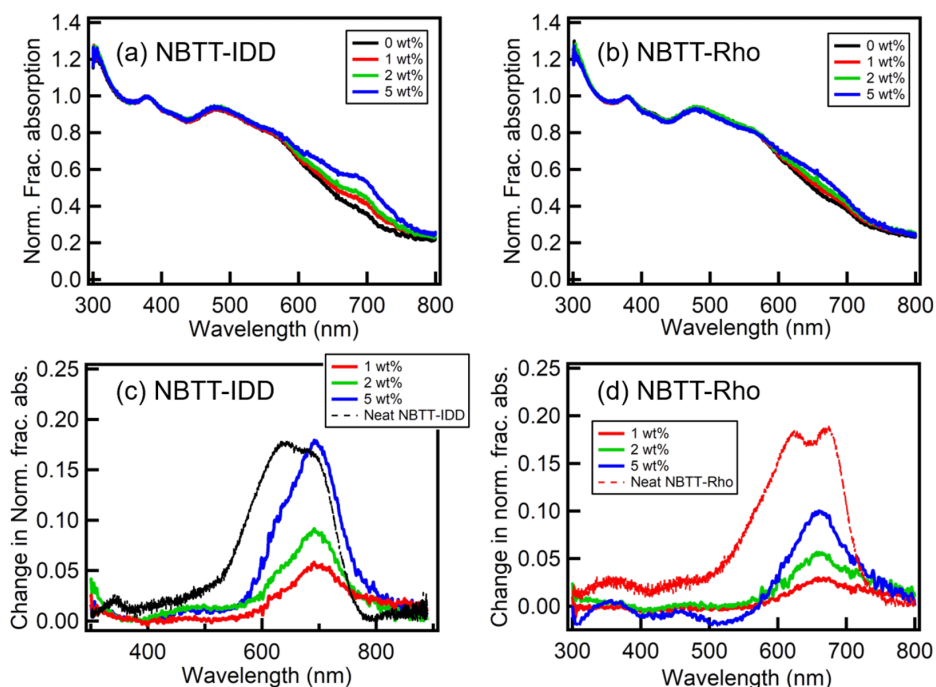 (a) NBTT-IDD
0 wt%
1 wt%
2 wt%
5 wt%
Norm. Frac. absorption
1.4
1.2
1.0
0.8
0.6
0.4
0.2
0.0
300 400 500 600 700 800
Wavelength (nm)
(b) NBTT-Rho
0 wt%
1 wt%
2 wt%
5 wt%
Norm. Frac. absorption
1.4
1.2
1.0
0.8
0.6
0.4
0.2
0.0
300 400 500 600 700 800
Wavelength (nm)
(c) NBTT-IDD
1 wt%
2 wt%
5 wt%
Neat NBTT-IDD
Change in Norm. frac. abs.
0.25
0.20
0.15
0.10
0.05
0.00
400 600 800
Wavelength (nm)
(d) NBTT-Rho
1 wt%
2 wt%
5 wt%
Neat NBTT-Rho
Change in norm. frac. abs.
0.25
0.20
0.15
0.10
0.05
0.00
300 400 500 600 700 800
Wavelength (nm)